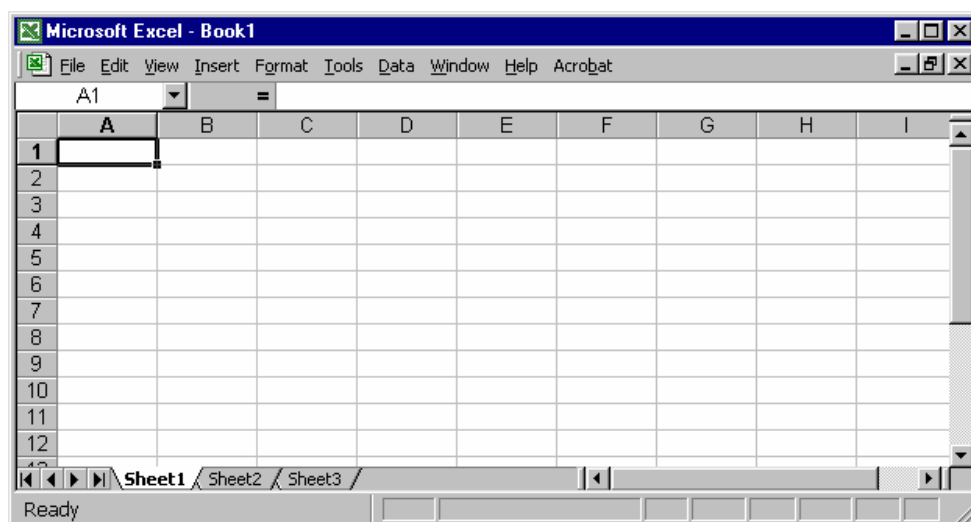 Microsoft Excel - Book1
File Edit View Insert Format Tools Data Window Help Acrobat
A1 =
A B C D E F G H I
1
2
3
4
5
6
7
8
9
10
11
12
Sheet1 Sheet2 Sheet3
Ready